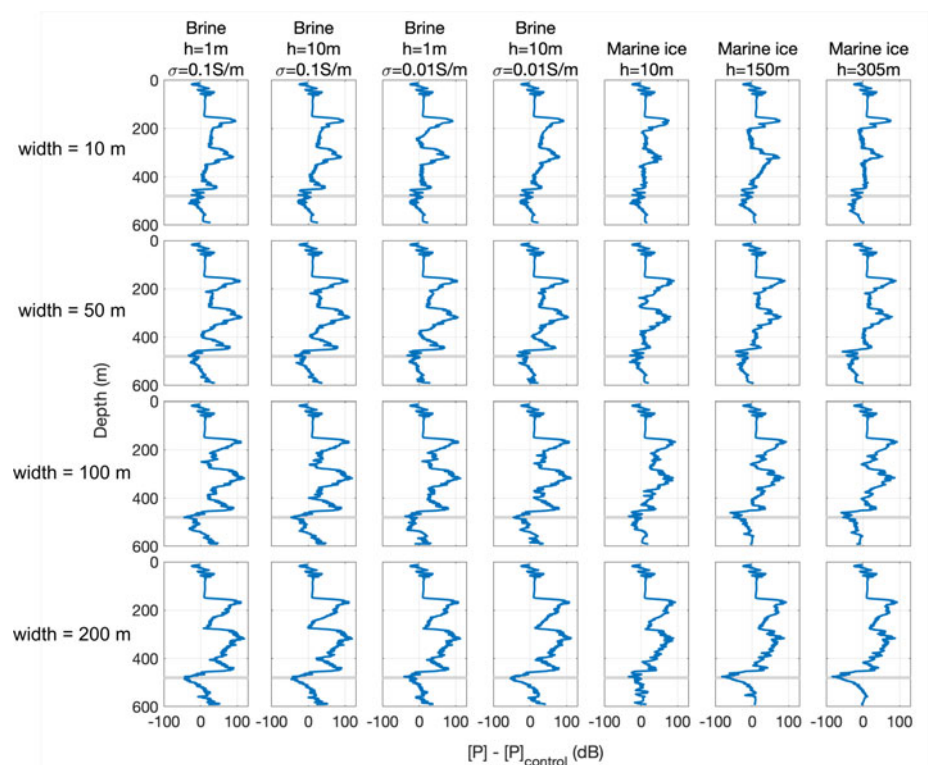 Brine
h=1m
σ=0.1S/m
Brine
h=10m
σ=0.1S/m
Brine
h=1m
σ=0.01S/m
Brine
h=10m
σ=0.01S/m
Marine ice
h=10m
Marine ice
h=150m
Marine ice
h=305m
width = 10 m
0
200
400
600
width = 50 m
0
200
400
600
width = 100 m
0
200
400
600
width = 200 m
0
200
400
600
Depth (m)
-100 0 100
-100 0 100
-100 0 100
-100 0 100
-100 0 100
-100 0 100
-100 0 100
[P] - [P]control (dB)